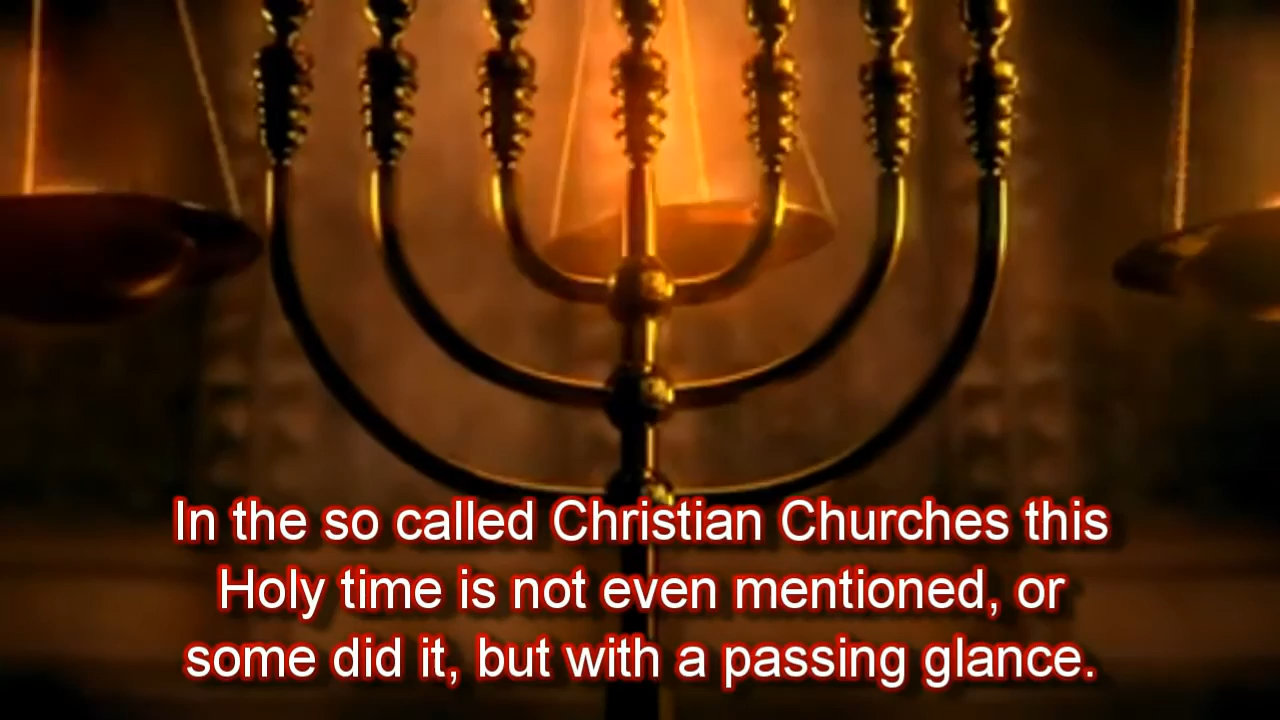 In the so called Christian Churches this
Holy time is not even mentioned, or
some did it, but with a passing glance.